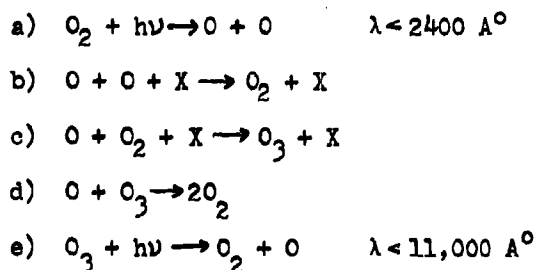 a) O₂ + hν → O + O λ < 2400 A°
b) O + O + X → O₂ + X
c) O + O₂ + X → O₃ + X
d) O + O₃ → 2O₂
e) O₃ + hν → O₂ + O λ < 11,000 A°